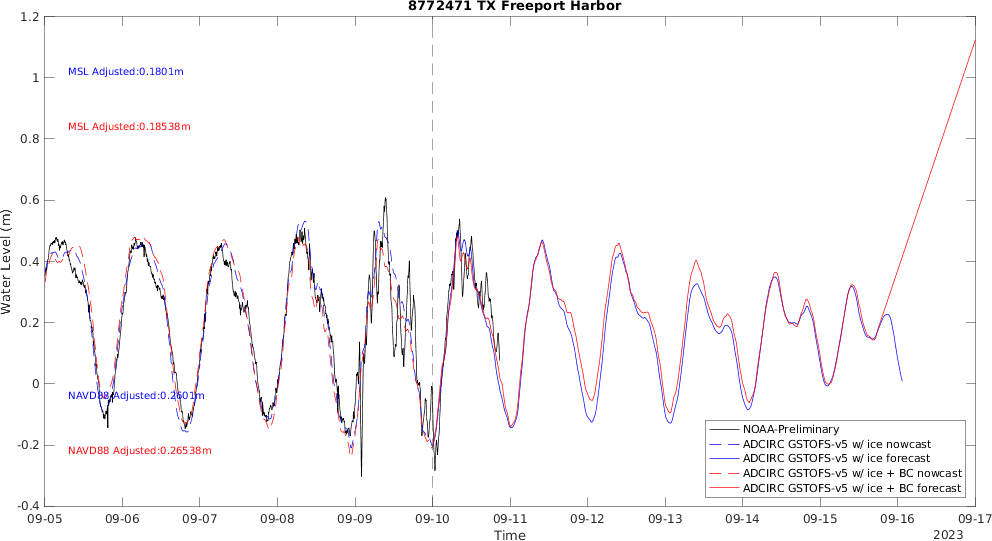 8772471 TX Freeport Harbor
1.2
1
0.8
0.6
0.4
0.2
0
-0.2
-0.4
Water Level (m)
MSL Adjusted:0.1801m
MSL Adjusted:0.18538m
NAVD88 Adjusted:0.2601m
NAVD88 Adjusted:0.26538m
NOAA-Preliminary
ADCIRC GSTOFS-v5 w/ ice nowcast
ADCIRC GSTOFS-v5 w/ ice forecast
ADCIRC GSTOFS-v5 w/ ice + BC nowcast
ADCIRC GSTOFS-v5 w/ ice + BC forecast
09-05 09-06 09-07 09-08 09-09 09-10 09-11 09-12 09-13 09-14 09-15 09-16 09-17
Time
2023